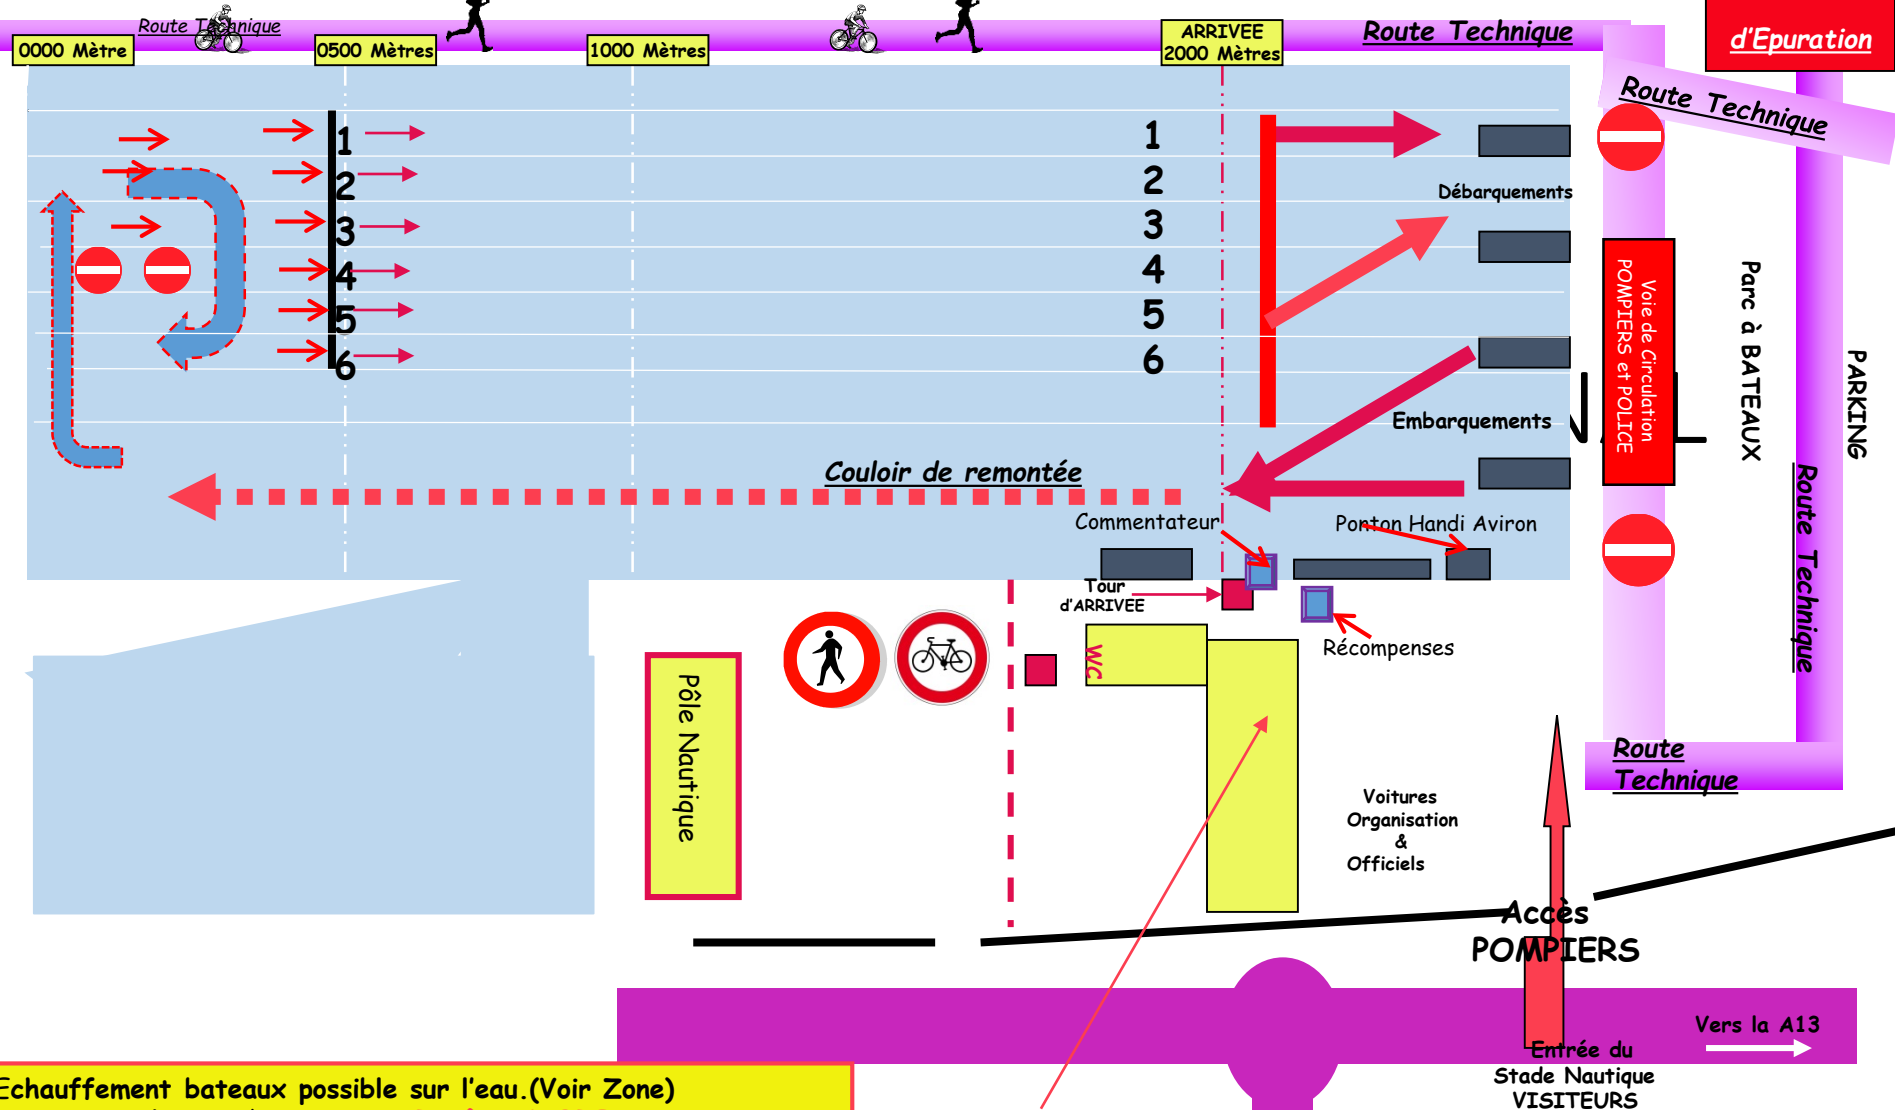 Route Technique
0000 Mètre
0500 Mètres
1000 Mètres
ARRIVEE
2000 Mètres
Route Technique
d'Epuration
Route Technique
1
2
3
4
5
6
1
2
3
4
5
6
Débarquements
Embarquements
Voie de Circulation
POMPIERS et POLICE
Parc à BATEAUX
PARKING
Route Technique
Couloir de remontée
Commentateur
Ponton Handi Aviron
Tour
d'ARRIVEE
Récompenses
WC
Pôle Nautique
Route
Technique
Voitures
Organisation
&
Officiels
Accès
POMPIERS
Vers la A13
Entrée du
Stade Nautique
VISITEURS
Echauffement bateaux possible sur l'eau.(Voir Zone)